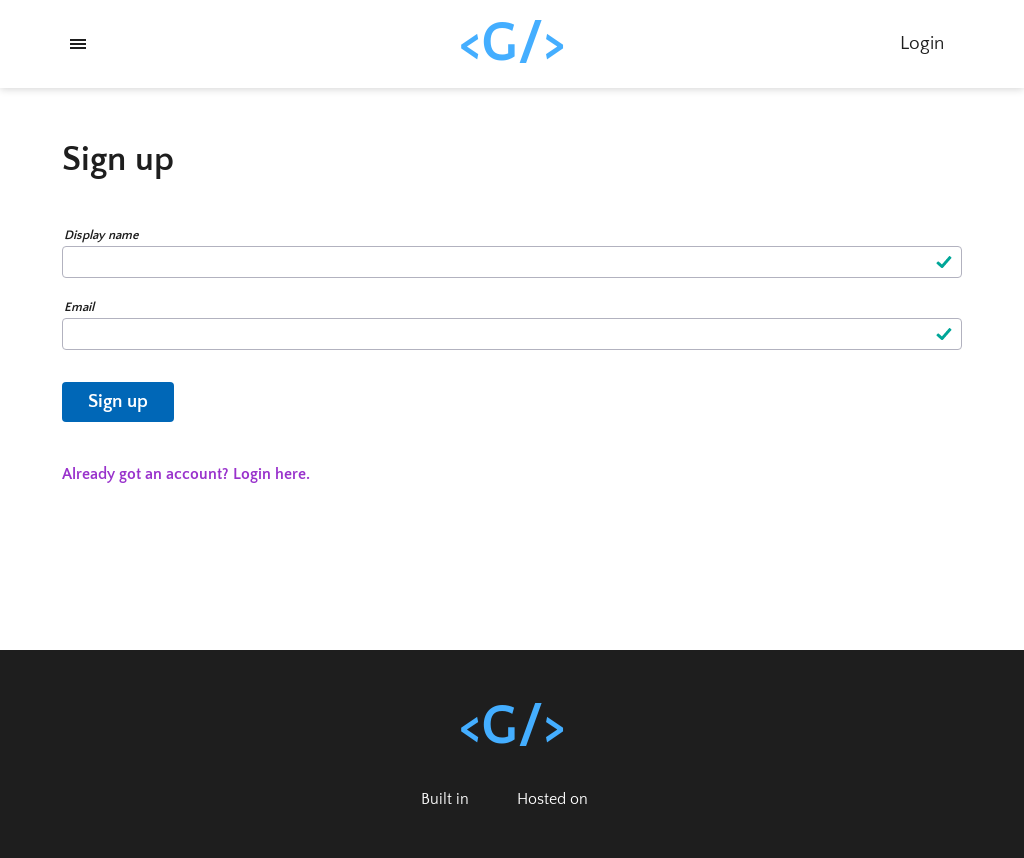 <G/>
Login
Sign up
Display name
Email
Sign up
Already got an account? Login here.
<G/>
Built in
Hosted on